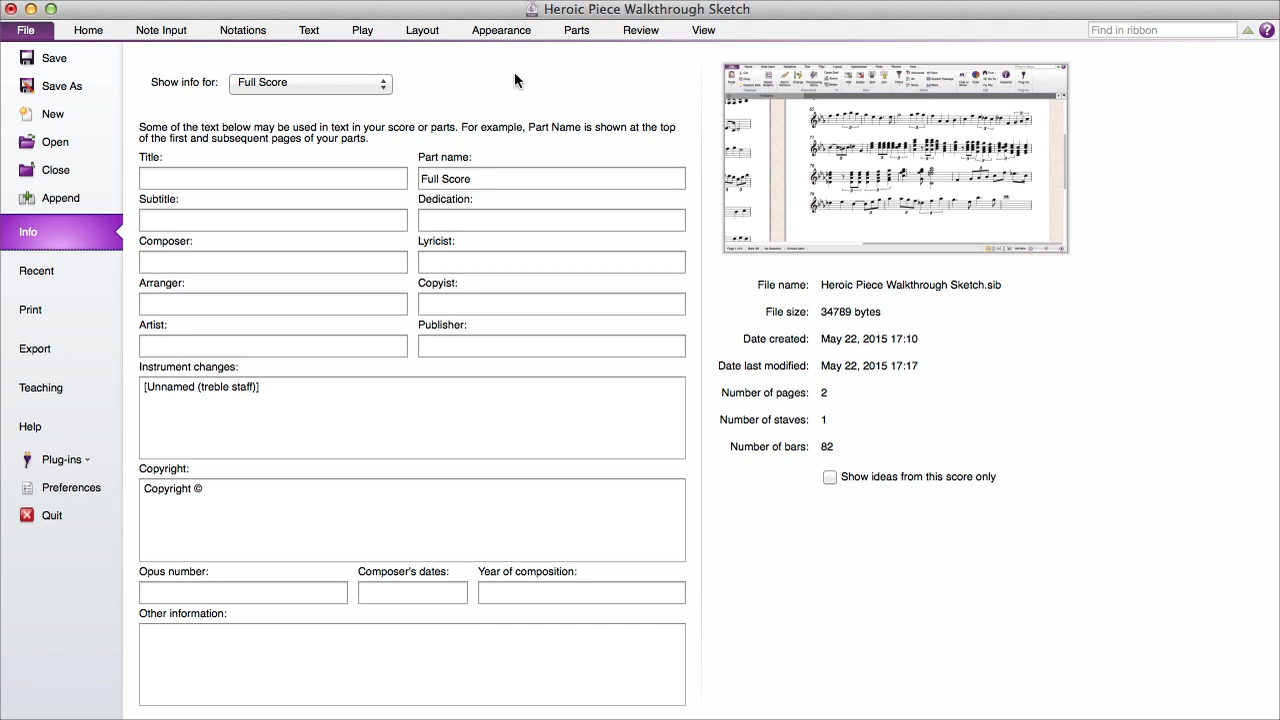 Heroic Piece Walkthrough Sketch
File Home Note Input Notations Text Play Layout Appearance Parts Review View Find in ribbon ?
Save
Save As
New
Open
Close
Append
Info
Recent
Print
Export
Teaching
Help
Plug-ins
Preferences
Quit
Show info for: Full Score
Some of the text below may be used in text in your score or parts. For example, Part Name is shown at the top
of the first and subsequent pages of your parts.
Title: Part name:
Full Score
Subtitle: Dedication:
Composer: Lyricist:
Arranger: Copyist:
Artist: Publisher:
Instrument changes:
[Unnamed (treble staff)]
Copyright:
Copyright ©
Opus number: Composer's dates: Year of composition:
Other information:
File name: Heroic Piece Walkthrough Sketch.sib
File size: 34789 bytes
Date created: May 22, 2015 17:10
Date last modified: May 22, 2015 17:17
Number of pages: 2
Number of staves: 1
Number of bars: 82
Show ideas from this score only